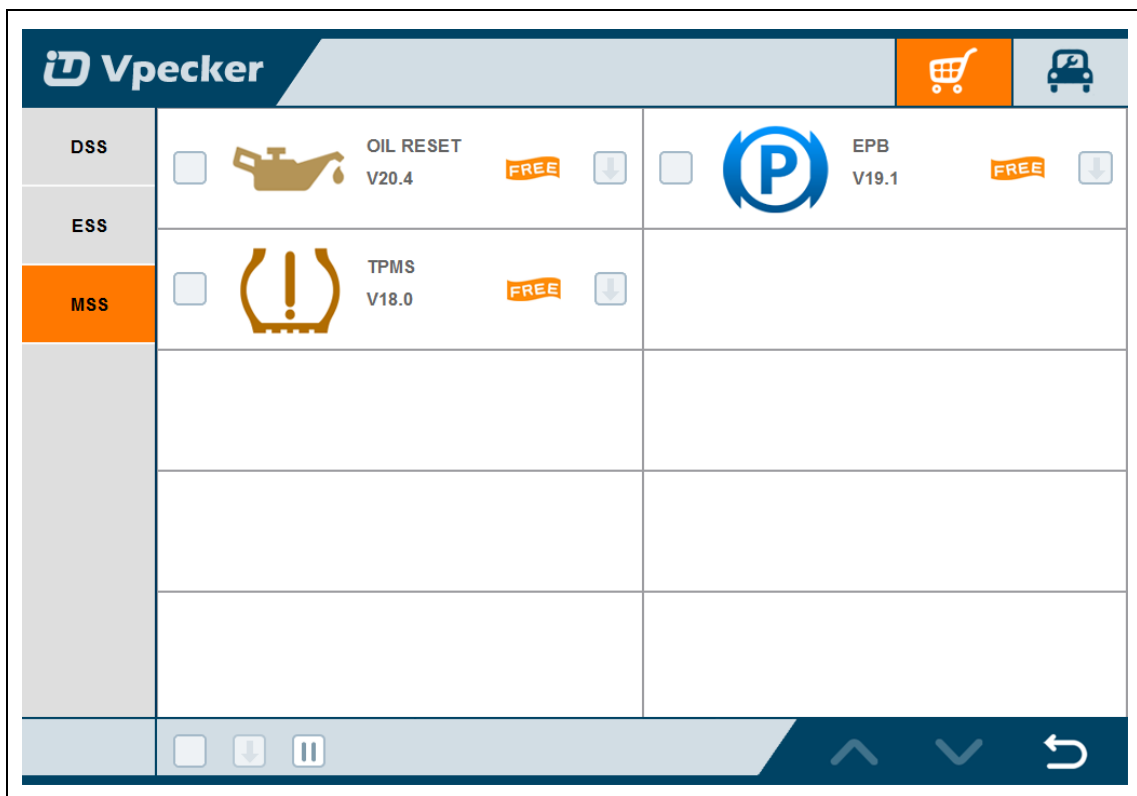 Vpecker
DSS
ESS
MSS
OIL RESET
V20.4
FREE
P
EPB
V19.1
FREE
TPMS
V18.0
FREE